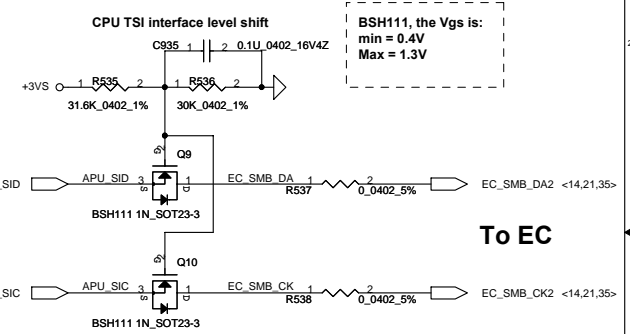 CPU TSI interface level shift
BSH111, the Vgs is:
min = 0.4V
Max = 1.3V
C935 1 2 0.1U_0402_16V4Z
+3VS 1 R535 2 1 R536 2
31.6K_0402_1% 30K_0402_1%
2 G Q9
_SID APU_SID 3 S 1 D EC_SMB_DA 1 2 EC_SMB_DA2 <14,21,35>
R537 0_0402_5%
BSH111 1N_SOT23-3
To EC
2 G Q10
_SIC APU_SIC 3 S 1 D EC_SMB_CK 1 2 EC_SMB_CK2 <14,21,35>
R538 0_0402_5%
BSH111 1N_SOT23-3